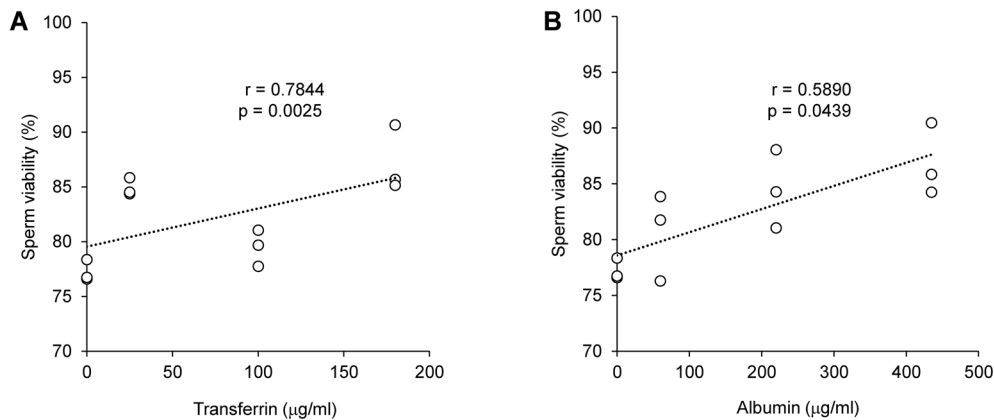 A
100
95
90
85
80
75
70
Sperm viability (%)
r = 0.7844
p = 0.0025
0
50
100
150
200
Transferrin (μg/ml)
B
100
95
90
85
80
75
70
Sperm viability (%)
r = 0.5890
p = 0.0439
0
100
200
300
400
500
Albumin (μg/ml)